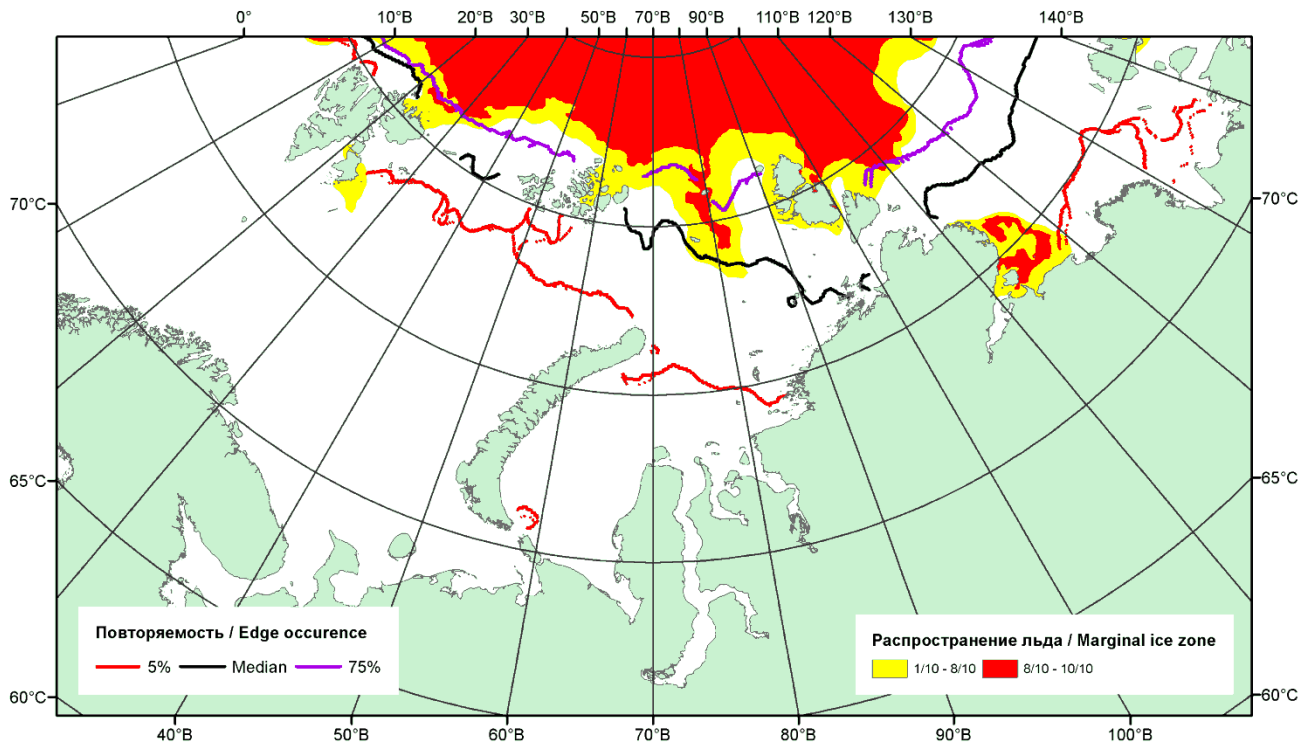 0° 10°В 20°В 30°В 50°В 70°В 90°В 110°В 120°В 130°В 140°В
70°С 70°С
65°С 65°С
Повторяемость / Edge occurence
5% Median 75%
Распространение льда / Marginal ice zone
1/10 - 8/10 8/10 - 10/10
60°С 60°С
40°В 50°В 60°В 70°В 80°В 90°В 100°В